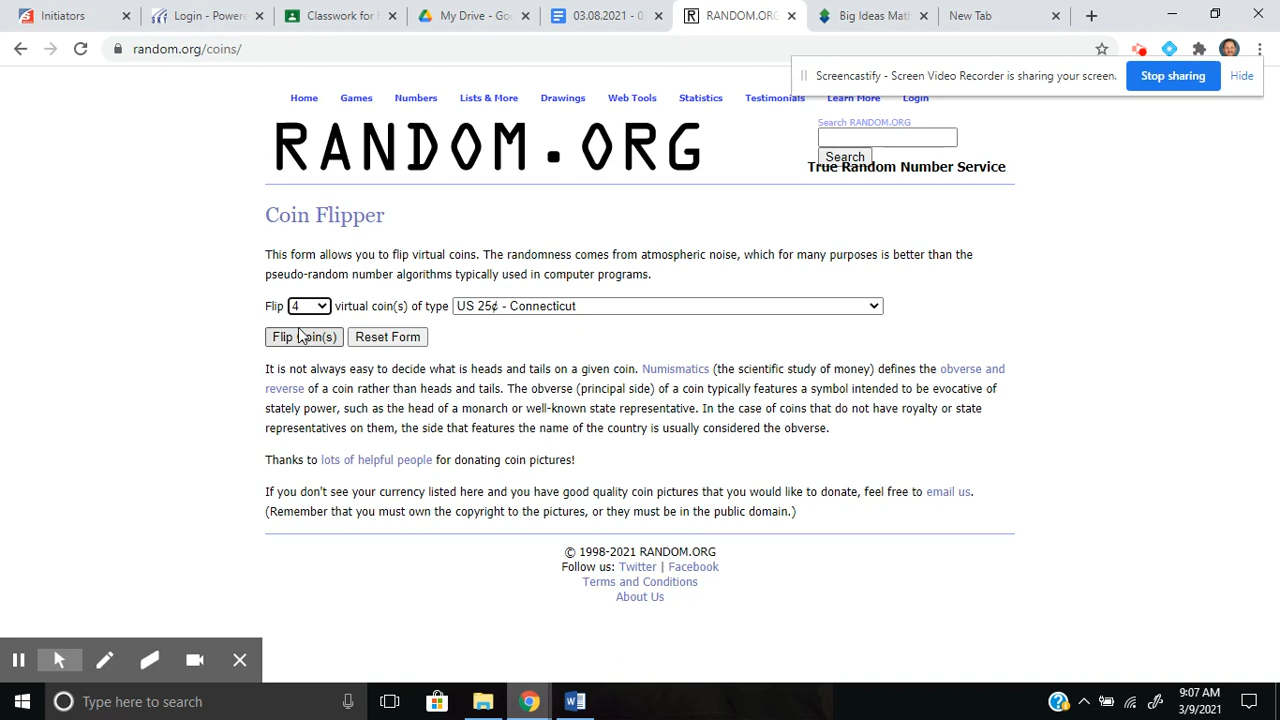 Initiators
Login - Powere
Classwork for E
My Drive - Goo
03.08.2021 - 03
RANDOM.ORG
Big Ideas Math
New Tab
random.org/coins/
Screencastify - Screen Video Recorder is sharing your screen.
Stop sharing
Hide
Home Games Numbers Lists & More Drawings Web Tools Statistics Testimonials Learn More Login
RANDOM.ORG
Search RANDOM.ORG
Search
True Random Number Service
Coin Flipper
This form allows you to flip virtual coins. The randomness comes from atmospheric noise, which for many purposes is better than the
pseudo-random number algorithms typically used in computer programs.
Flip 4 virtual coin(s) of type US 25¢ - Connecticut
Flip Coin(s) Reset Form
It is not always easy to decide what is heads and tails on a given coin. Numismatics (the scientific study of money) defines the obverse and
reverse of a coin rather than heads and tails. The obverse (principal side) of a coin typically features a symbol intended to be evocative of
stately power, such as the head of a monarch or well-known state representative. In the case of coins that do not have royalty or state
representatives on them, the side that features the name of the country is usually considered the obverse.
Thanks to lots of helpful people for donating coin pictures!
If you don't see your currency listed here and you have good quality coin pictures that you would like to donate, feel free to email us.
(Remember that you must own the copyright to the pictures, or they must be in the public domain.)
© 1998-2021 RANDOM.ORG
Follow us: Twitter | Facebook
Terms and Conditions
About Us
Type here to search
9:07 AM
3/9/2021